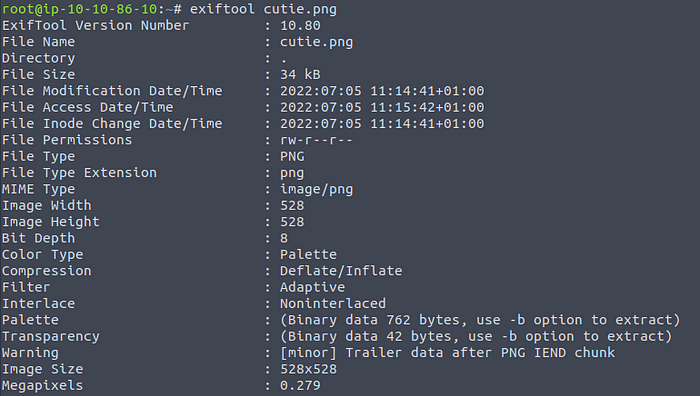 root@ip-10-10-86-10:~# exiftool cutie.png
ExifTool Version Number         : 10.80
File Name                       : cutie.png
Directory                       : .
File Size                       : 34 kB
File Modification Date/Time     : 2022:07:05 11:14:41+01:00
File Access Date/Time           : 2022:07:05 11:15:42+01:00
File Inode Change Date/Time     : 2022:07:05 11:14:41+01:00
File Permissions                : rw-r--r--
File Type                       : PNG
File Type Extension             : png
MIME Type                       : image/png
Image Width                     : 528
Image Height                    : 528
Bit Depth                       : 8
Color Type                      : Palette
Compression                     : Deflate/Inflate
Filter                          : Adaptive
Interlace                       : Noninterlaced
Palette                         : (Binary data 762 bytes, use -b option to extract)
Transparency                    : (Binary data 42 bytes, use -b option to extract)
Warning                         : [minor] Trailer data after PNG IEND chunk
Image Size                      : 528x528
Megapixels                      : 0.279